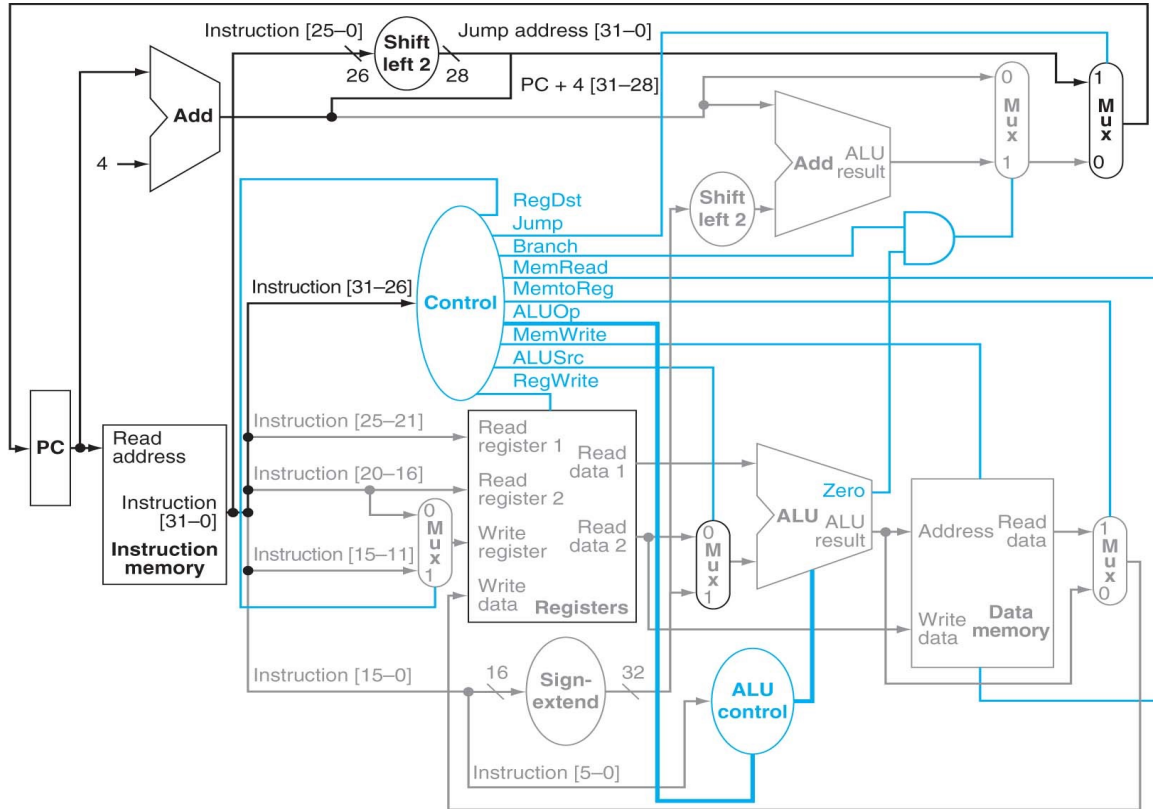 Instruction [25–0]
Jump address [31–0]
Shift
left 2
26
28
PC + 4 [31–28]
Add
4
0
M
u
x
1
1
M
u
x
0
Add
ALU
result
Shift
left 2
RegDst
Jump
Branch
MemRead
MemtoReg
ALUOp
MemWrite
ALUSrc
RegWrite
Instruction [31–26]
Control
PC
Read
address
Instruction
[31–0]
Instruction
memory
Instruction [25–21]
Instruction [20–16]
Instruction [15–11]
0
M
u
x
1
Read
register 1
Read
register 2
Write
register
Write
data
Read
data 1
Read
data 2
Registers
0
M
u
x
1
Zero
ALU
ALU
result
Address
Read
data
Write
data
Data
memory
1
M
u
x
0
Instruction [15–0]
16
Sign-
extend
32
ALU
control
Instruction [5–0]